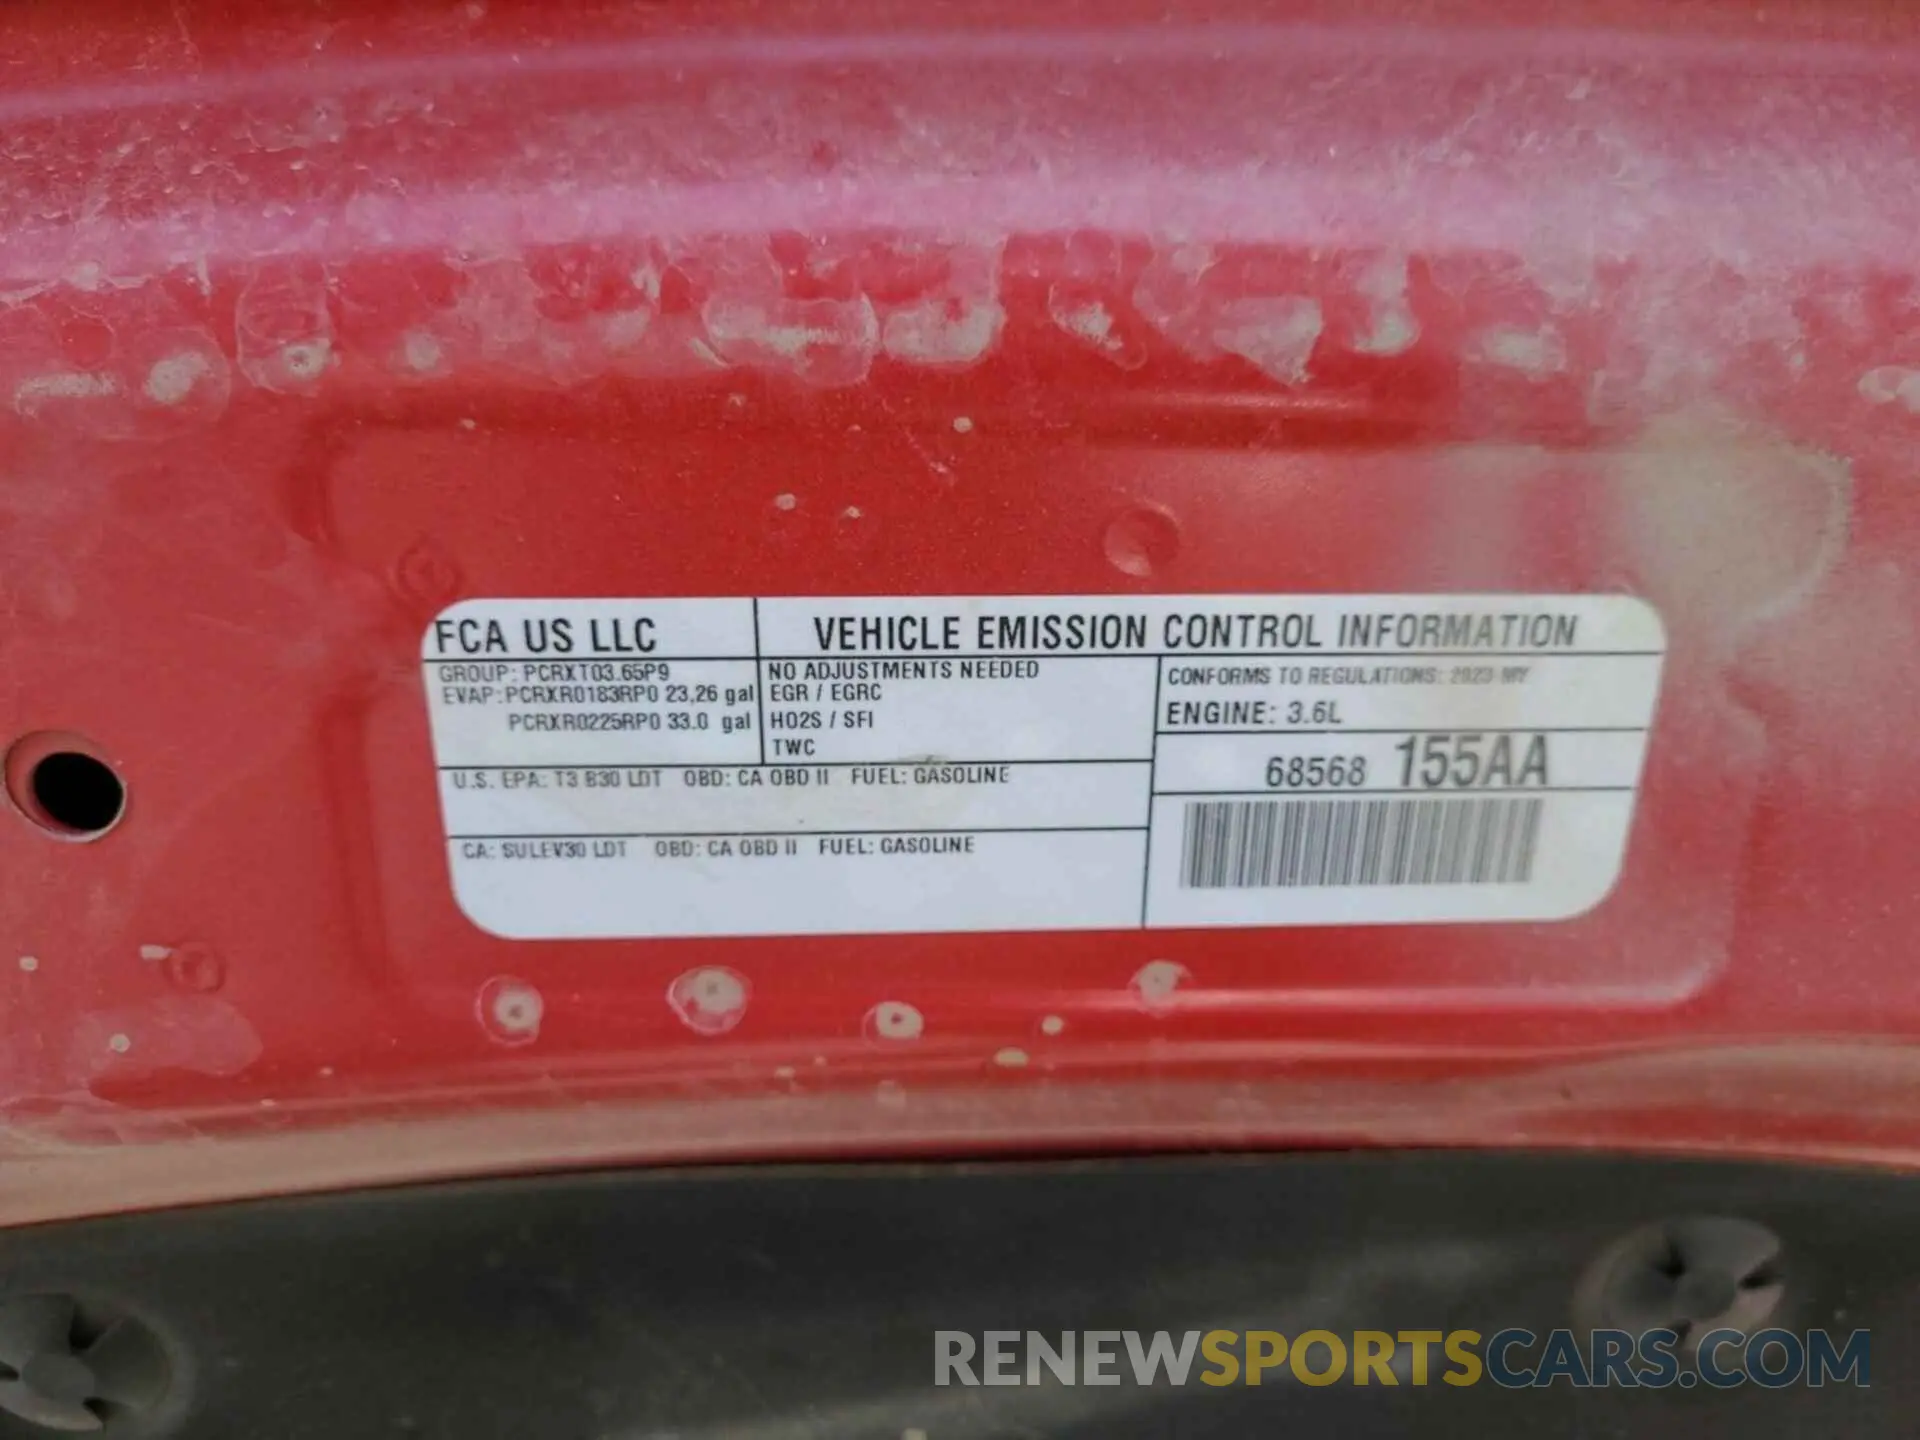 FCA US LLC VEHICLE EMISSION CONTROL INFORMATION
GROUP: PCRXT03.65P9
EVAP: PCRXR0183RP0 23,26 gal
PCRXR0225RP0 33.0 gal
NO ADJUSTMENTS NEEDED
EGR / EGRC
HO2S / SFI
TWC
CONFORMS TO REGULATIONS: 2023 MY
ENGINE: 3.6L
68568 155AA
U.S. EPA: T3 B30 LDT OBD: CA OBD II FUEL: GASOLINE
CA: SULEV30 LDT OBD: CA OBD II FUEL: GASOLINE
RENEWSPORTSCARS.COM